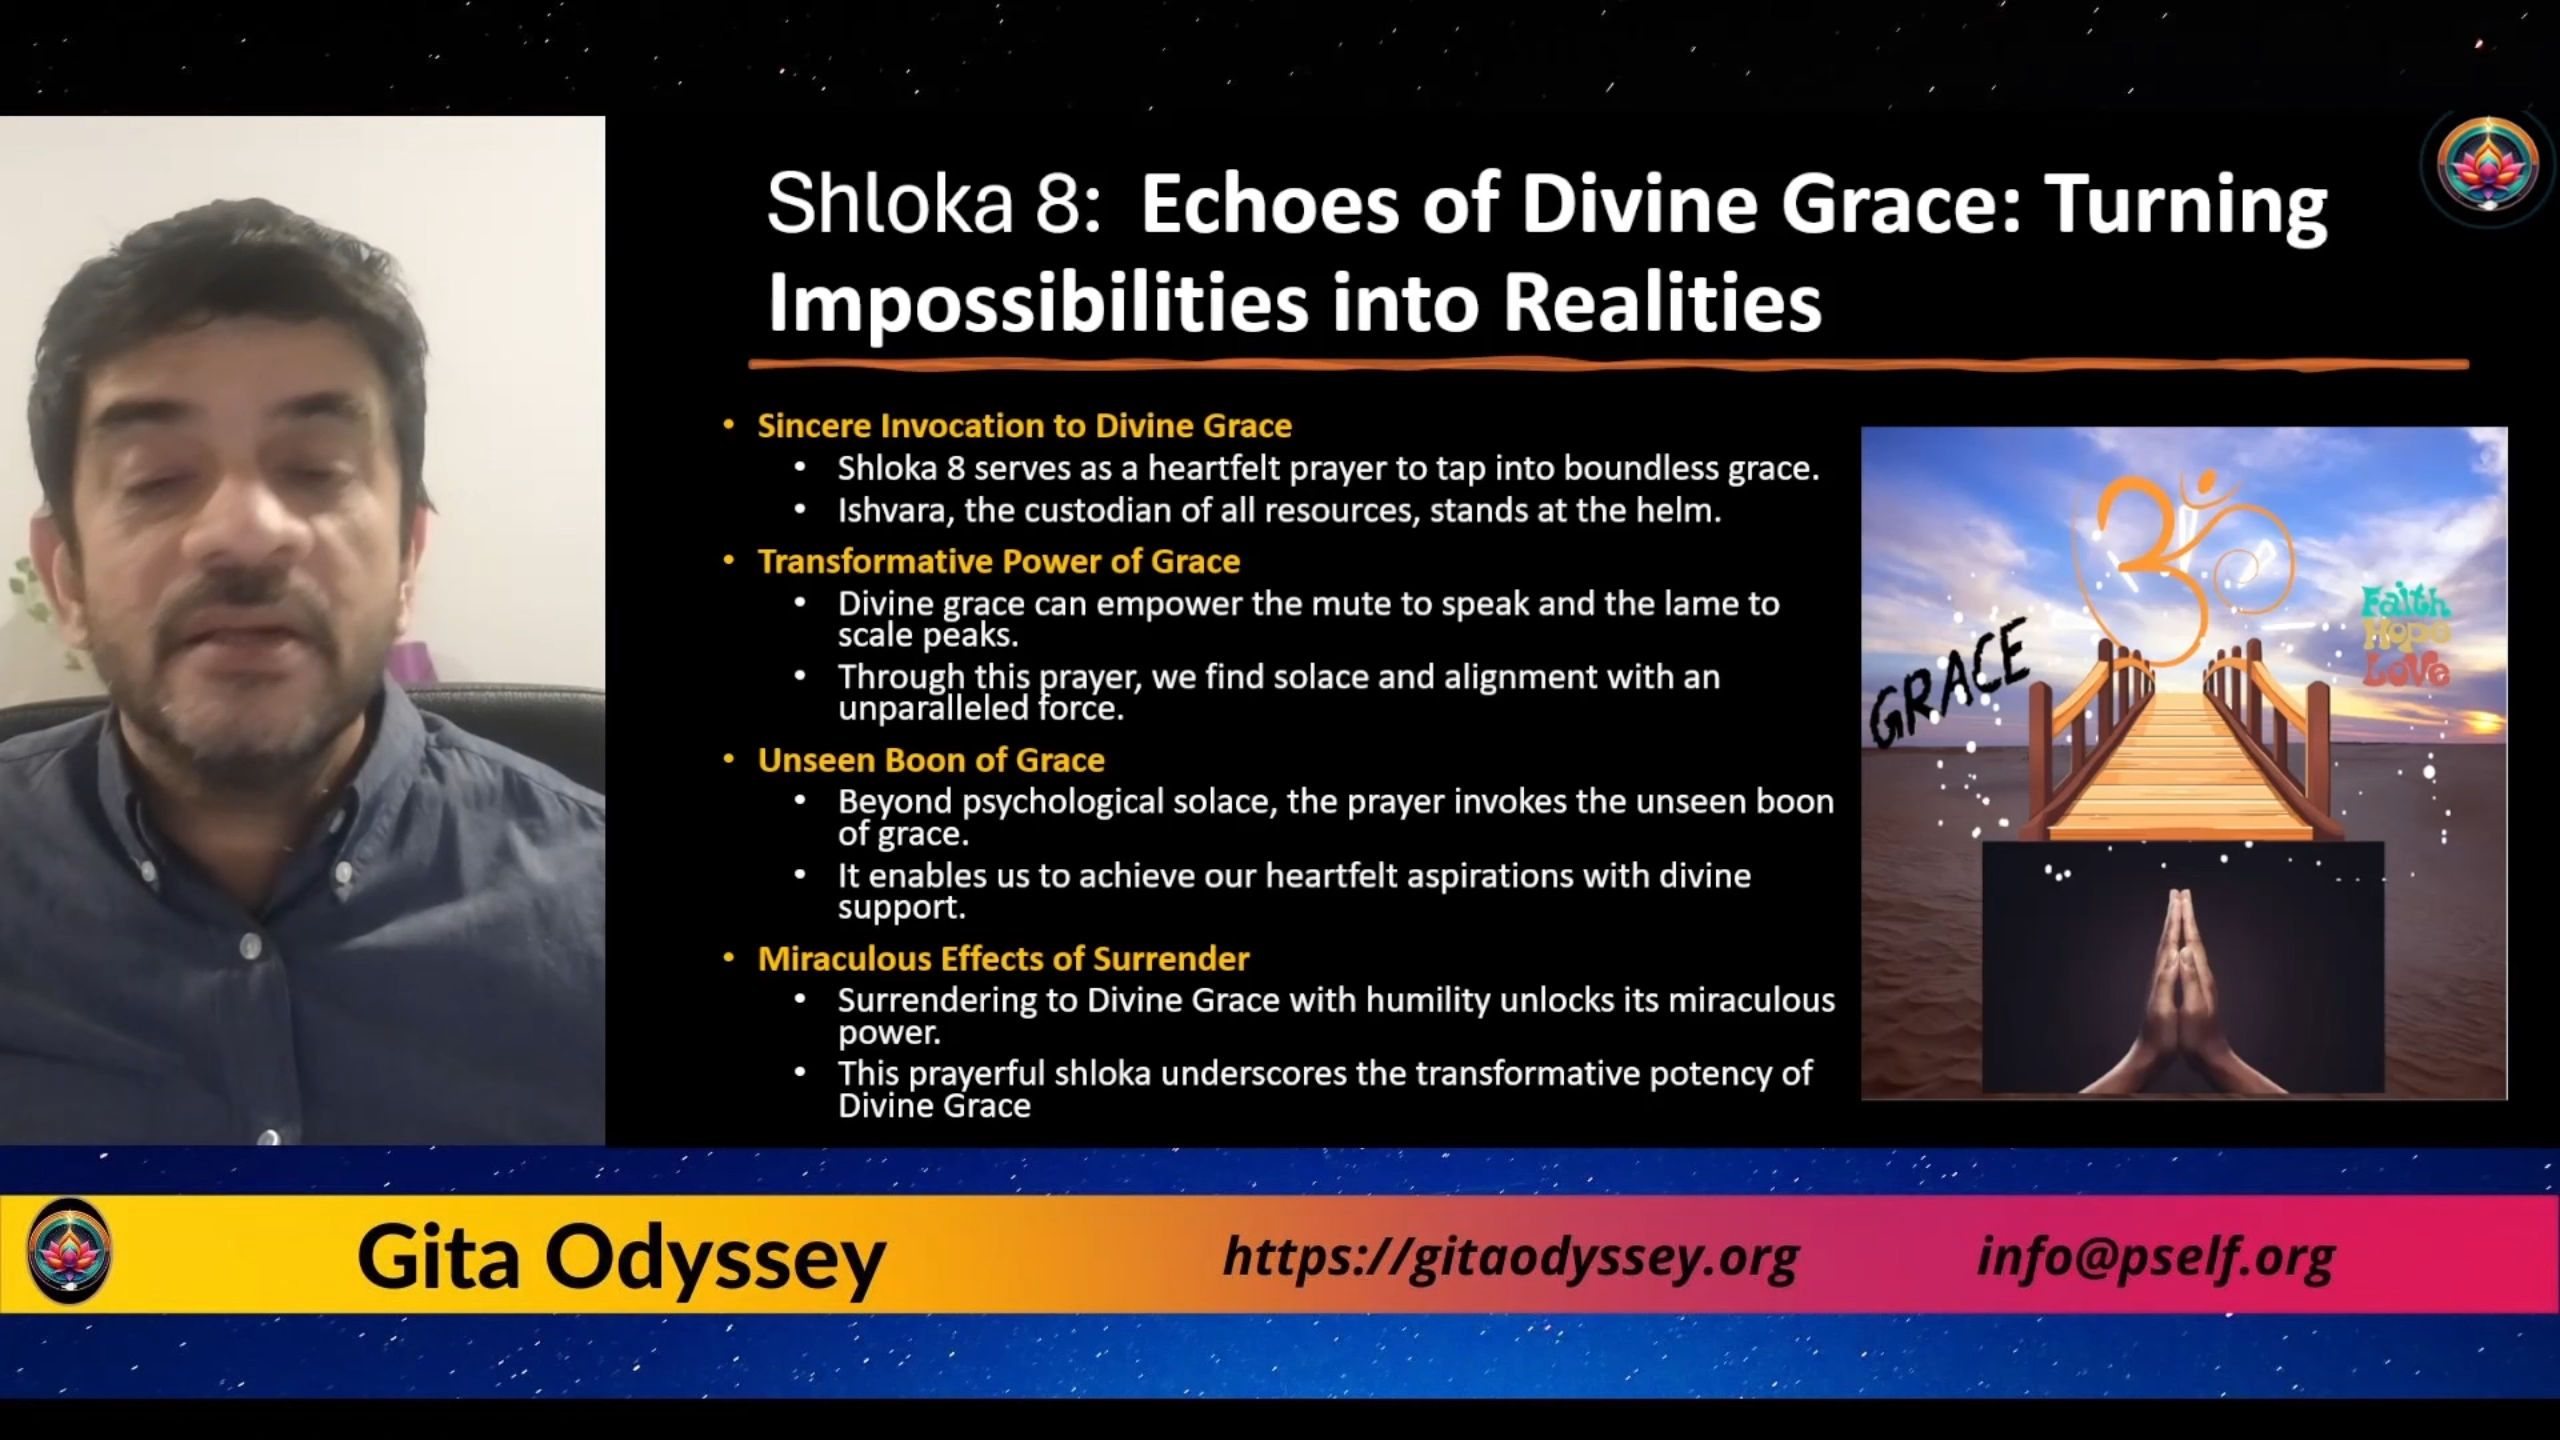 Shloka 8: Echoes of Divine Grace: Turning
Impossibilities into Realities
• Sincere Invocation to Divine Grace
• Shloka 8 serves as a heartfelt prayer to tap into boundless grace.
• Ishvara, the custodian of all resources, stands at the helm.
• Transformative Power of Grace
• Divine grace can empower the mute to speak and the lame to
scale peaks.
• Through this prayer, we find solace and alignment with an
unparalleled force.
• Unseen Boon of Grace
• Beyond psychological solace, the prayer invokes the unseen boon
of grace.
• It enables us to achieve our heartfelt aspirations with divine
support.
• Miraculous Effects of Surrender
• Surrendering to Divine Grace with humility unlocks its miraculous
power.
• This prayerful shloka underscores the transformative potency of
Divine Grace
ॐ
GRACE
Faith
Hope
Love
Gita Odyssey
https://gitaodyssey.org
info@pself.org